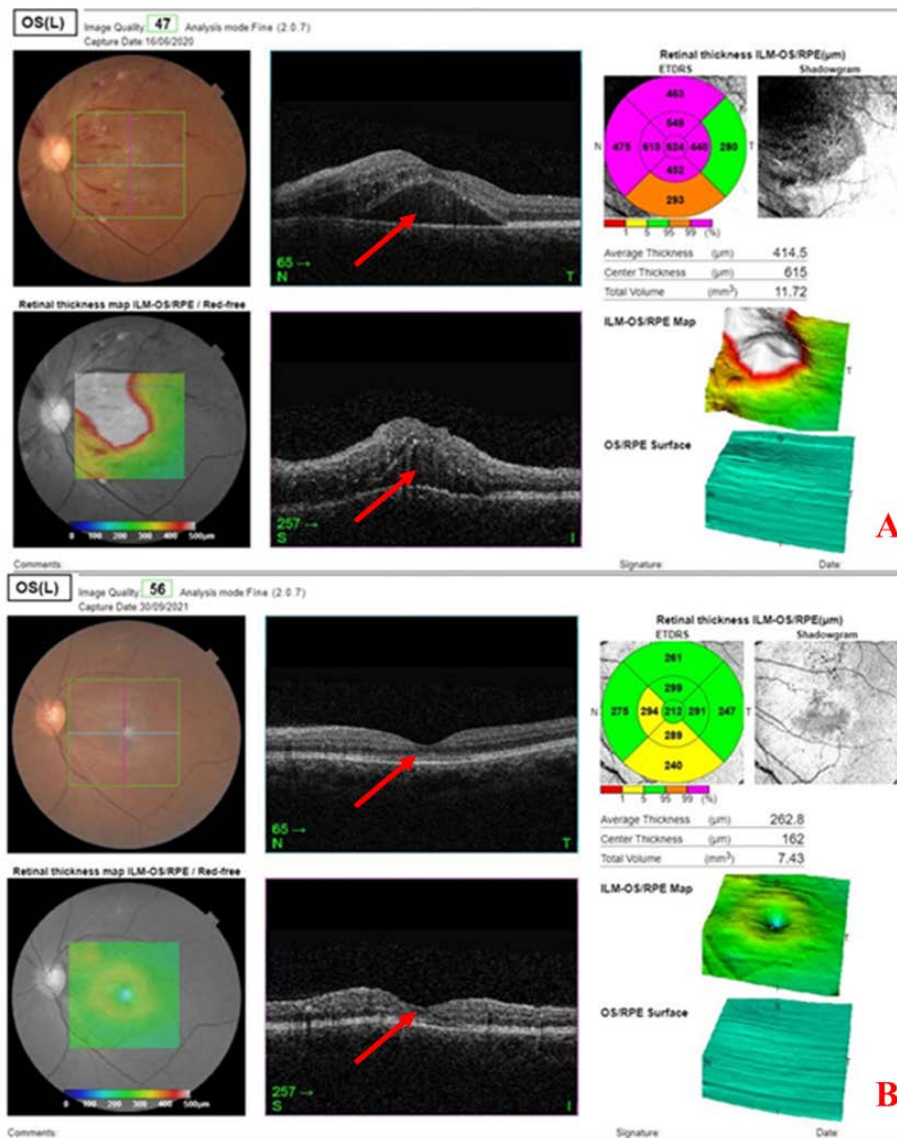 OS(L) Image Quality: 47 Analysis mode Fine (2.0.7)
Capture Date: 16/06/2020
Retinal thickness ILM-OS/RPE(μm)
ETDRS Shadowgram
65 →
N T
463
549
N 475 610 624 440 280 T
452
293
1 5 95 99 (%)
Average Thickness (μm) 414.5
Center Thickness (μm) 615
Total Volume (mm³) 11.72
Retinal thickness map ILM-OS/RPE / Red-free
0 100 200 300 400 500μm
257 →
S I
ILM-OS/RPE Map
T
OS/RPE Surface
A
Comments: Signature: Date:
OS(L) Image Quality: 56 Analysis mode Fine (2.0.7)
Capture Date: 30/09/2021
Retinal thickness ILM-OS/RPE(μm)
ETDRS Shadowgram
65 →
N T
261
299
N 275 294 212 291 247 T
289
240
1 5 95 99 (%)
Average Thickness (μm) 262.8
Center Thickness (μm) 162
Total Volume (mm³) 7.43
Retinal thickness map ILM-OS/RPE / Red-free
0 100 200 300 400 500μm
257 →
S I
ILM-OS/RPE Map
T
OS/RPE Surface
B
Comments: Signature: Date: